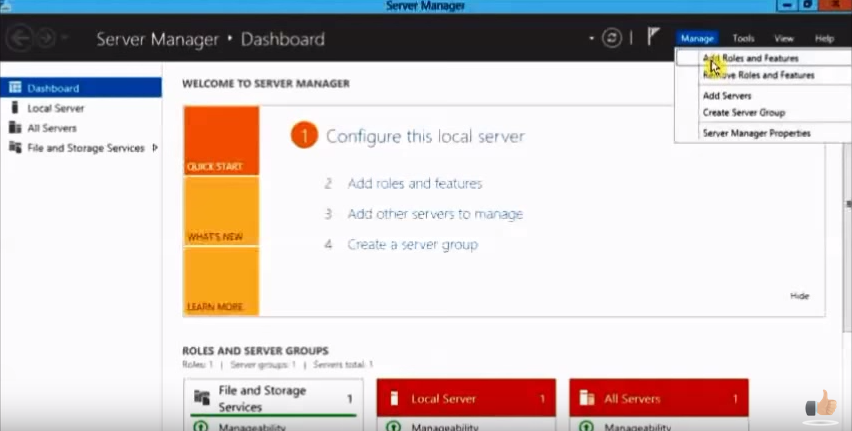 Server Manager
Server Manager • Dashboard
Manage Tools View Help
Add Roles and Features
Remove Roles and Features
Add Servers
Create Server Group
Server Manager Properties
Dashboard
Local Server
All Servers
File and Storage Services
WELCOME TO SERVER MANAGER
QUICK START
WHAT'S NEW
LEARN MORE
1 Configure this local server
2 Add roles and features
3 Add other servers to manage
4 Create a server group
Hide
ROLES AND SERVER GROUPS
Roles: 1 | Server groups: 1 | Servers total: 1
File and Storage
Services 1
Manageability
Local Server 1
Manageability
All Servers 1
Manageability